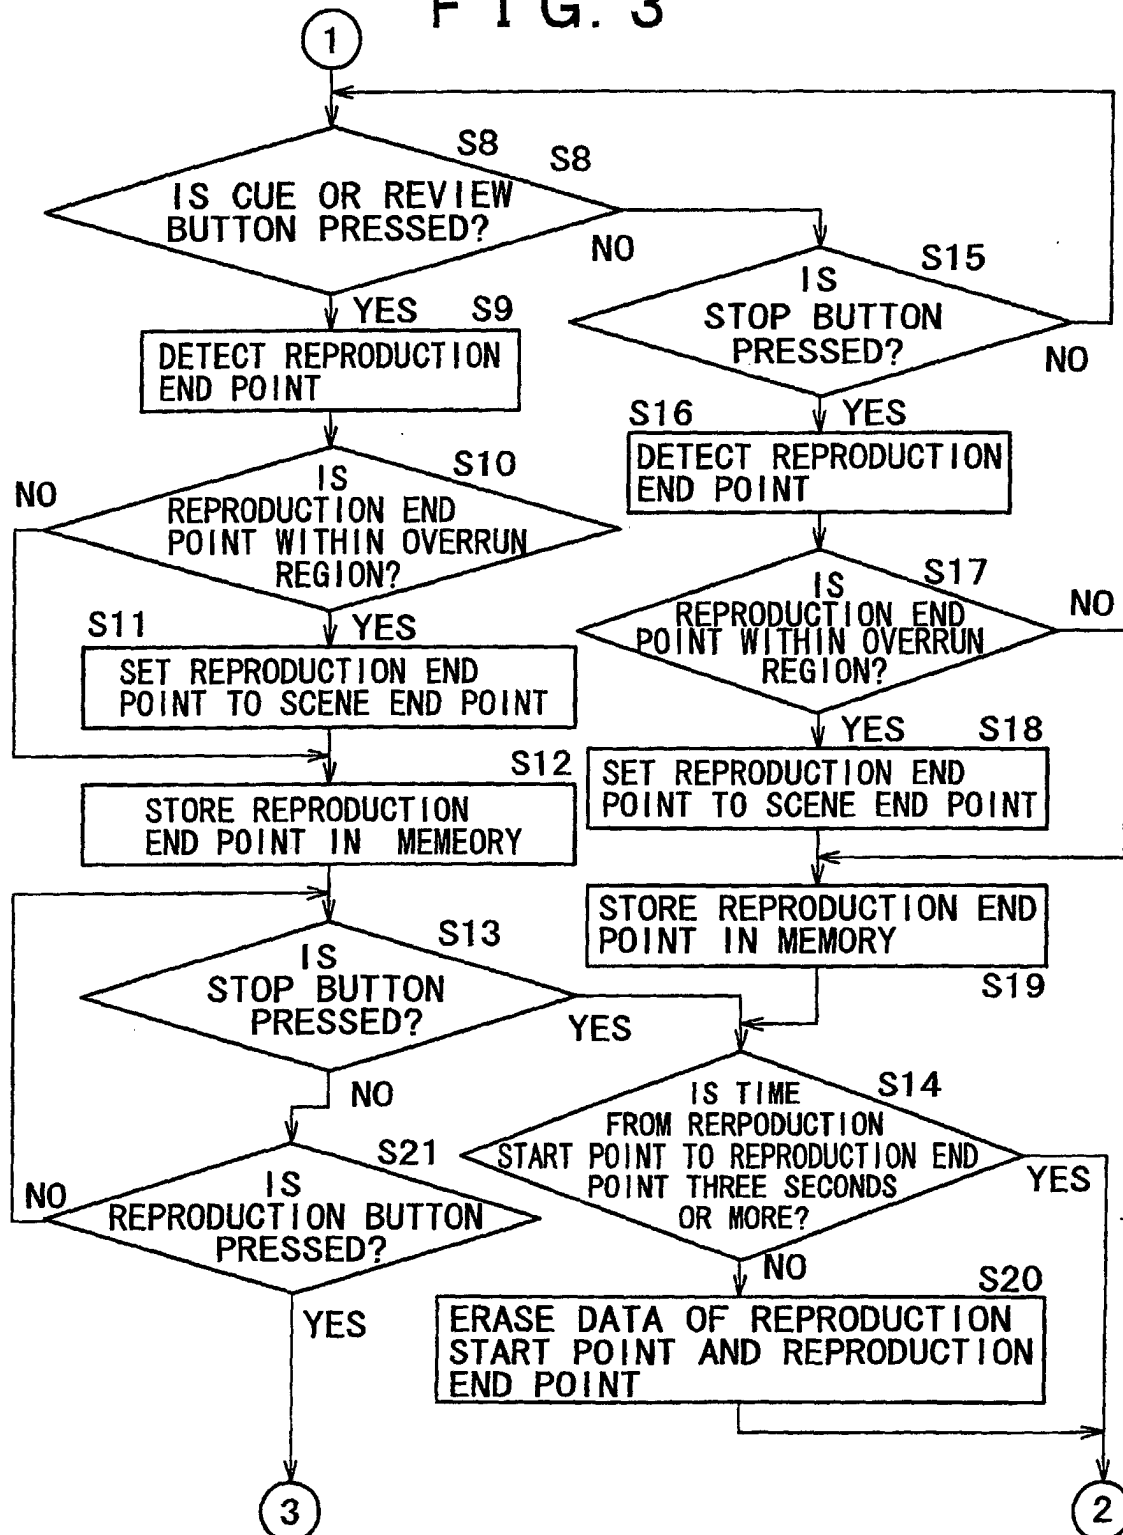 FIG. 3
1
S8
S8
IS CUE OR REVIEW
BUTTON PRESSED?
NO
YES
S9
DETECT REPRODUCTION
END POINT
S15
IS
STOP BUTTON
PRESSED?
NO
YES
S16
DETECT REPRODUCTION
END POINT
S10
IS
REPRODUCTION END
POINT WITHIN OVERRUN
REGION?
NO
YES
S11
SET REPRODUCTION END
POINT TO SCENE END POINT
S17
IS
REPRODUCTION END
POINT WITHIN OVERRUN
REGION?
NO
YES
S18
SET REPRODUCTION END
POINT TO SCENE END POINT
S12
STORE REPRODUCTION
END POINT IN MEMEORY
STORE REPRODUCTION END
POINT IN MEMORY
S19
S13
IS
STOP BUTTON
PRESSED?
YES
NO
S14
IS TIME
FROM RERPODUCTION
START POINT TO REPRODUCTION END
POINT THREE SECONDS
OR MORE?
YES
NO
S21
IS
REPRODUCTION BUTTON
PRESSED?
NO
YES
S20
ERASE DATA OF REPRODUCTION
START POINT AND REPRODUCTION
END POINT
3
2